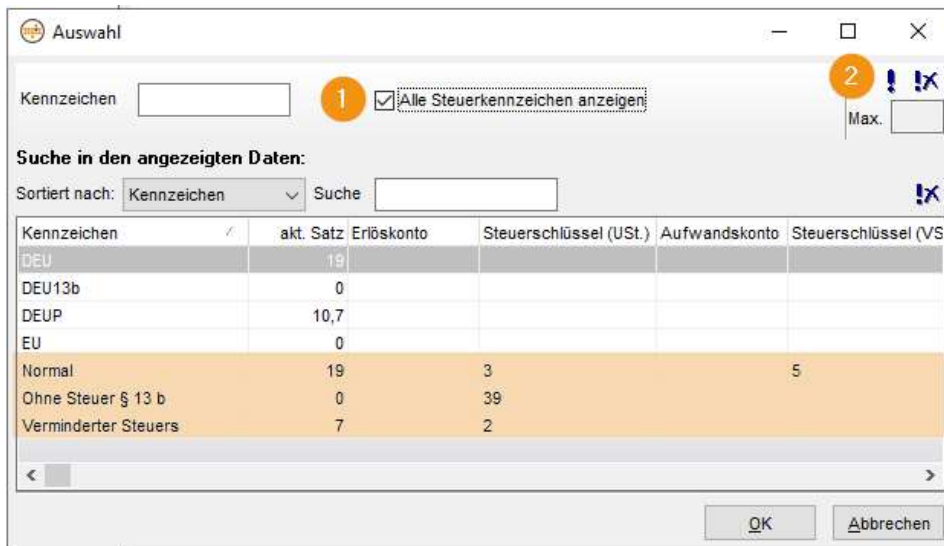 Auswahl
Kennzeichen
1
Alle Steuerkennzeichen anzeigen
2
Max.
Suche in den angezeigten Daten:
Sortiert nach: Kennzeichen Suche
Kennzeichen akt. Satz Erlöskonto Steuerschlüssel (USt.) Aufwandskonto Steuerschlüssel (VS
DEU 19
DEU13b 0
DEUP 10,7
EU 0
Normal 19 3 5
Ohne Steuer § 13 b 0 39
Verminderter Steuers 7 2
OK Abbrechen